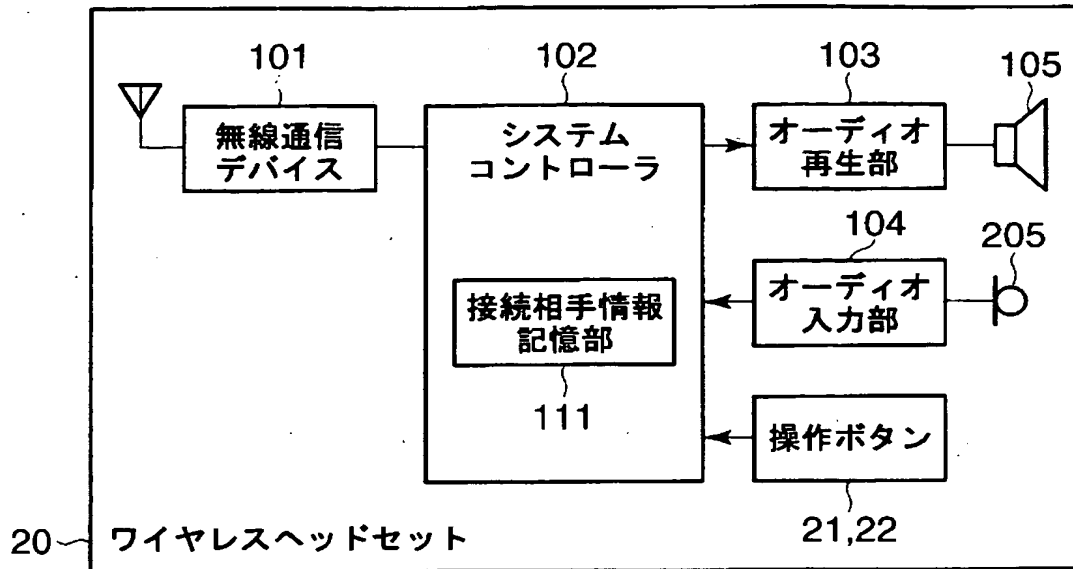 101
102
103
105
無線通信
デバイス
システム
コントローラ
オーディオ
再生部
104
205
オーディオ
入力部
接続相手情報
記憶部
111
操作ボタン
21,22
20
ワイヤレスヘッドセット